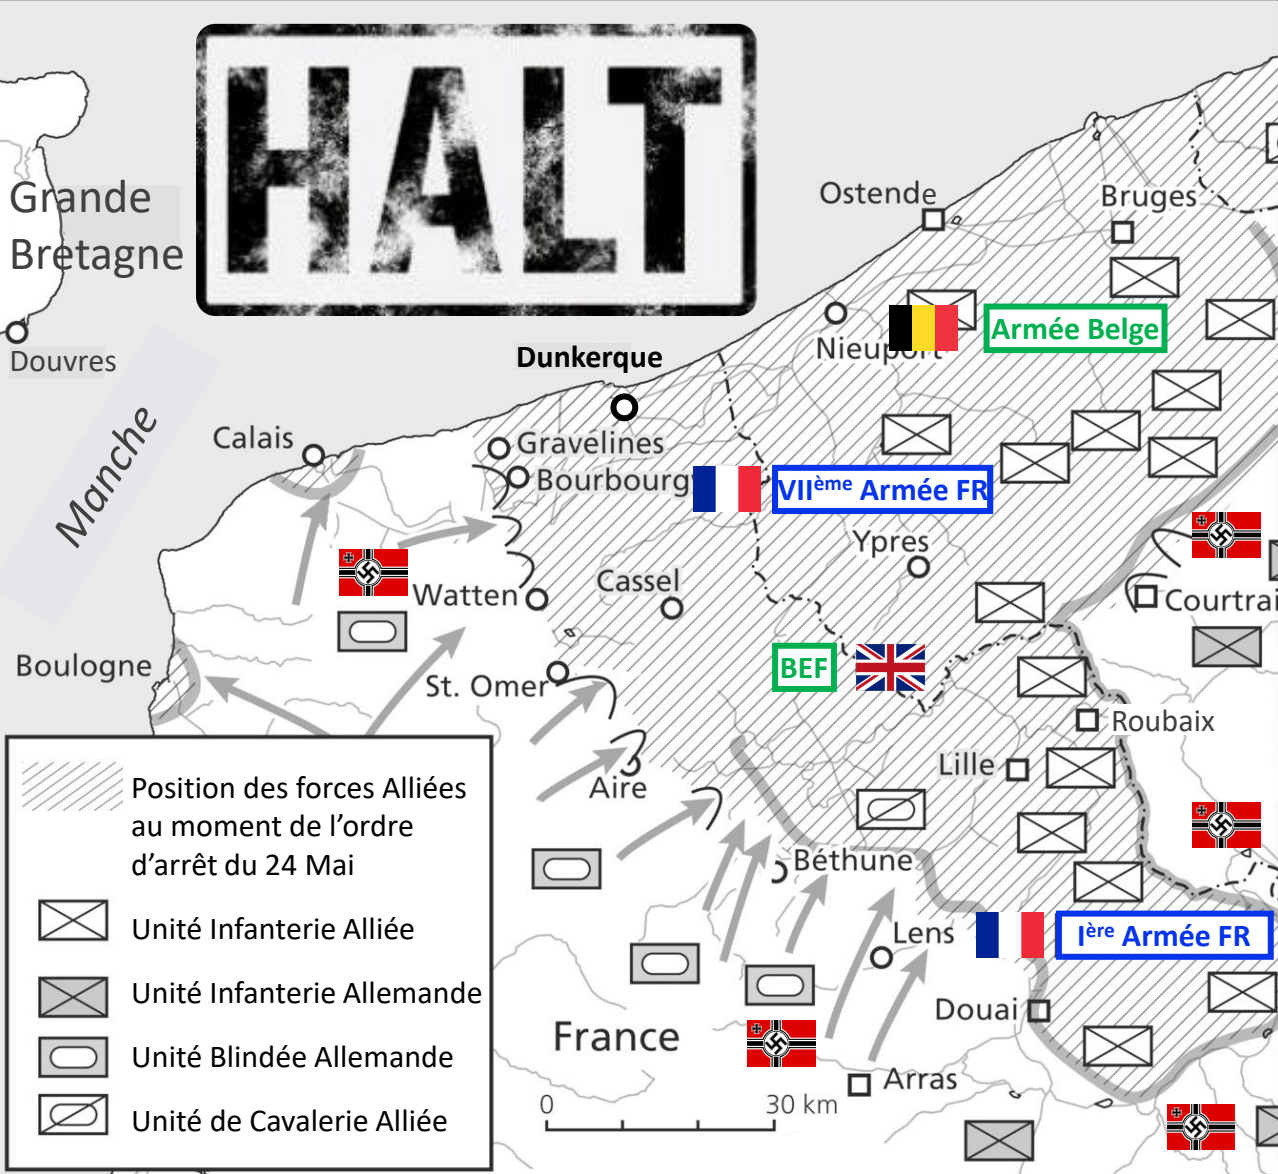 HALT
Grande
Bretagne
Douvres
Manche
Ostende
Bruges
Nieuport
Armée Belge
Dunkerque
Calais
Gravelines
Bourbourg
VIIème Armée FR
Ypres
Watten
Cassel
Courtrai
Boulogne
St. Omer
BEF
Roubaix
Lille
Aire
Béthune
Ière Armée FR
Lens
Douai
France
Arras
0 30 km
Position des forces Alliées
au moment de l'ordre
d'arrêt du 24 Mai
Unité Infanterie Alliée
Unité Infanterie Allemande
Unité Blindée Allemande
Unité de Cavalerie Alliée